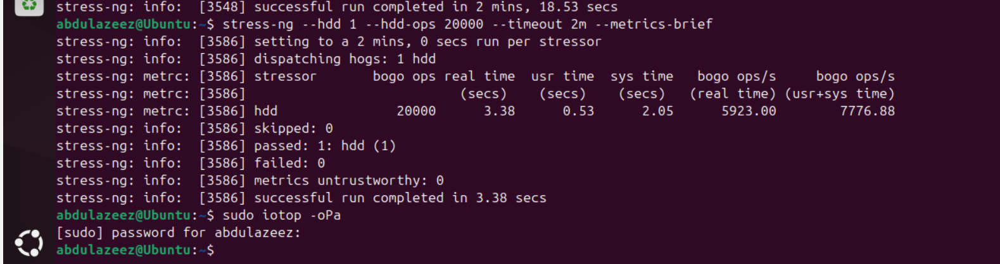 stress-ng: info:  [3548] successful run completed in 2 mins, 18.53 secs
abdulazeez@Ubuntu:~$ stress-ng --hdd 1 --hdd-ops 20000 --timeout 2m --metrics-brief
stress-ng: info:  [3586] setting to a 2 mins, 0 secs run per stressor
stress-ng: info:  [3586] dispatching hogs: 1 hdd
stress-ng: metrc: [3586] stressor       bogo ops real time  usr time  sys time   bogo ops/s     bogo ops/s
stress-ng: metrc: [3586]                           (secs)    (secs)    (secs)   (real time) (usr+sys time)
stress-ng: metrc: [3586] hdd               20000      3.38      0.53      2.05      5923.00        7776.88
stress-ng: info:  [3586] skipped: 0
stress-ng: info:  [3586] passed: 1: hdd (1)
stress-ng: info:  [3586] failed: 0
stress-ng: info:  [3586] metrics untrustworthy: 0
stress-ng: info:  [3586] successful run completed in 3.38 secs
abdulazeez@Ubuntu:~$ sudo iotop -oPa
[sudo] password for abdulazeez:
abdulazeez@Ubuntu:~$